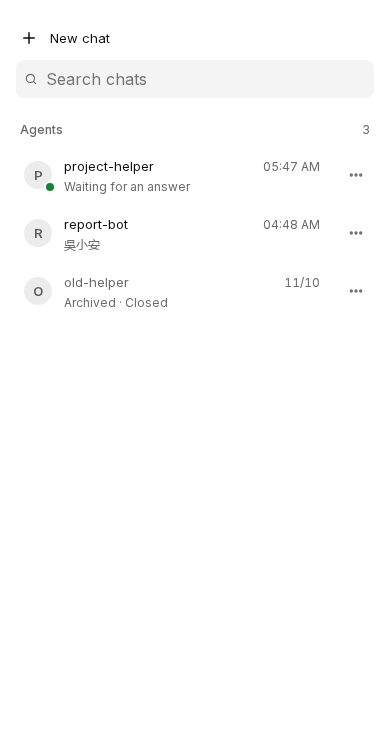 New chat
Search chats
Agents 3
P project-helper 05:47 AM
Waiting for an answer
R report-bot 04:48 AM
吳小安
O old-helper 11/10
Archived · Closed